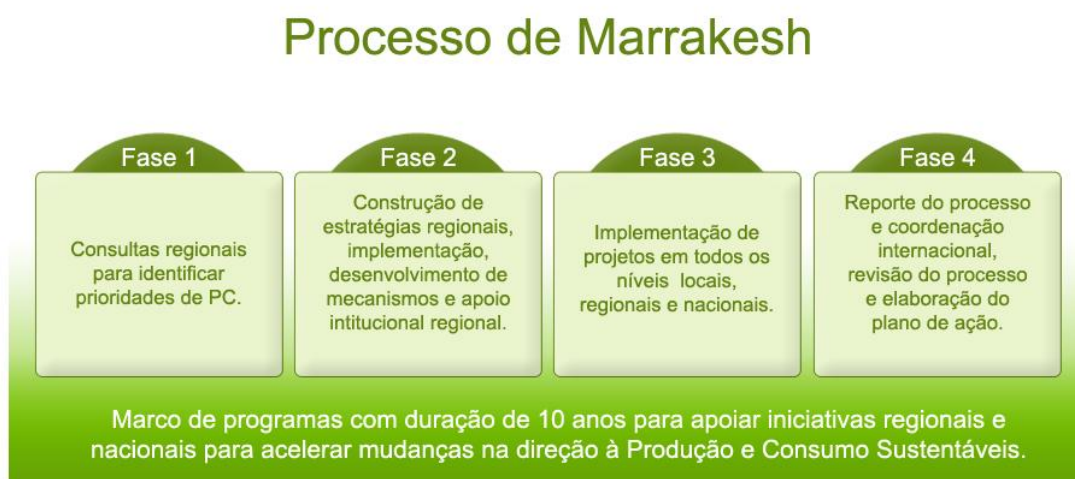 Processo de Marrakesh
Fase 1
Consultas regionais
para identificar
prioridades de PC.
Fase 2
Construção de
estratégias regionais,
implementação,
desenvolvimento de
mecanismos e apoio
intitucional regional.
Fase 3
Implementação de
projetos em todos os
níveis locais,
regionais e nacionais.
Fase 4
Reporte do processo
e coordenação
internacional,
revisão do processo
e elaboração do
plano de ação.
Marco de programas com duração de 10 anos para apoiar iniciativas regionais e
nacionais para acelerar mudanças na direção à Produção e Consumo Sustentáveis.